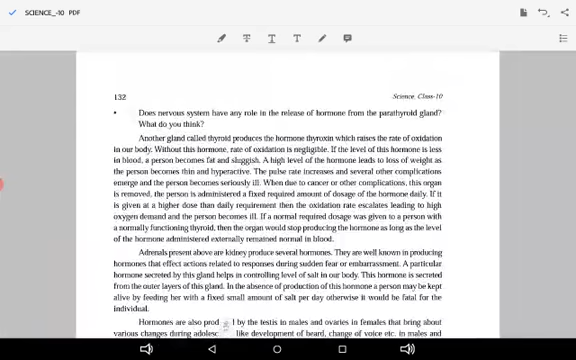 SCIENCE_-10 PDF
132
Science, Class-10
• Does nervous system have any role in the release of hormone from the parathyroid gland?
What do you think?
Another gland called thyroid produces the hormone thyroxin which raises the rate of oxidation
in our body. Without this hormone, rate of oxidation is negligible. If the level of this hormone is less
in blood, a person becomes fat and sluggish. A high level of the hormone leads to loss of weight as
the person becomes thin and hyperactive. The pulse rate increases and several other complications
emerge and the person becomes seriously ill. When due to cancer or other complications, this organ
is removed, the person is administered a fixed required amount of dosage of the hormone daily. If it
is given at a higher dose than daily requirement then the oxidation rate escalates leading to high
oxygen demand and the person becomes ill. If a normal required dosage was given to a person with
a normally functioning thyroid, then the organ would stop producing the hormone as long as the level
of the hormone administered externally remained normal in blood.
Adrenals present above are kidney produce several hormones. They are well known in producing
hormones that effect actions related to responses during sudden fear or embarrassment. A particular
hormone secreted by this gland helps in controlling level of salt in our body. This hormone is secreted
from the outer layers of this gland. In the absence of production of this hormone a person may be kept
alive by feeding her with a fixed small amount of salt per day otherwise it would be fatal for the
individual.
Hormones are also prod d by the testis in males and ovaries in females that bring about
various changes during adolesc like development of beard, change of voice etc. in males and